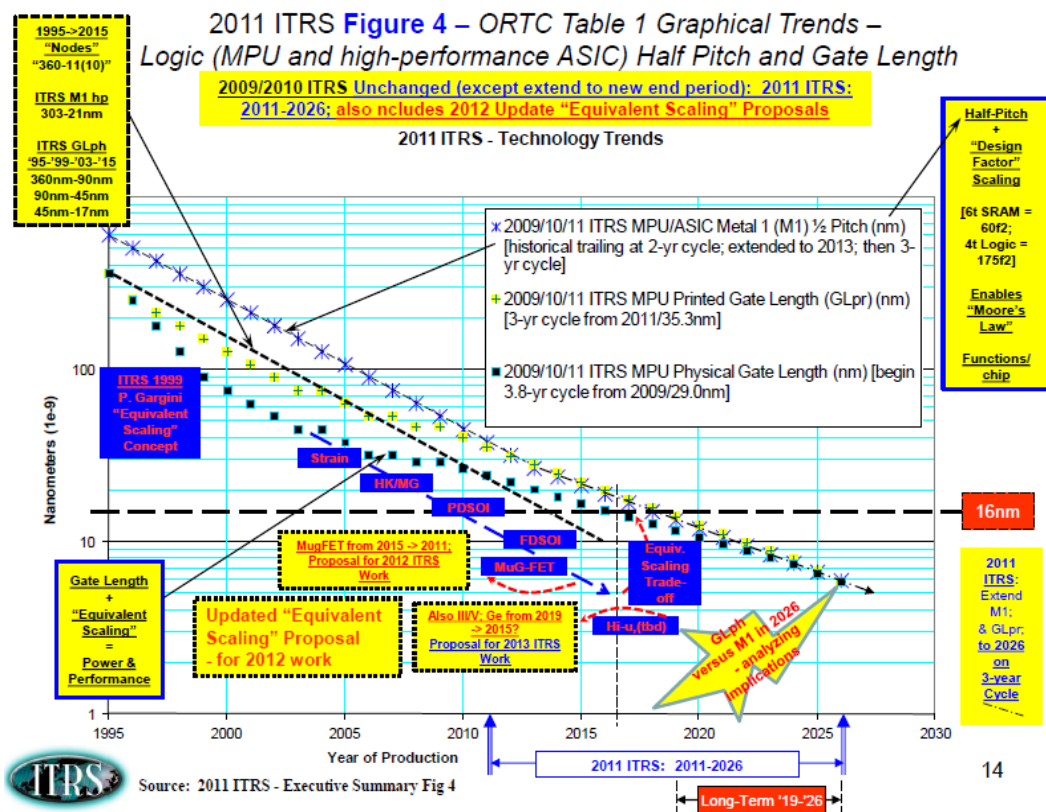 2011 ITRS Figure 4 – ORTC Table 1 Graphical Trends –
Logic (MPU and high-performance ASIC) Half Pitch and Gate Length
1995->2015
“Nodes”
“360-11(10)”
ITRS M1 hp
303-21nm
ITRS GLph
’95-’99-’03-’15
360nm-90nm
90nm-45nm
45nm-17nm
2009/2010 ITRS Unchanged (except extend to new end period): 2011 ITRS:
2011-2026; also ncludes 2012 Update “Equivalent Scaling” Proposals
2011 ITRS - Technology Trends
Half-Pitch
+
“Design
Factor”
Scaling
[6t SRAM =
60f2;
4t Logic =
175f2]
Enables
“Moore’s
Law”
Functions/
chip
2009/10/11 ITRS MPU/ASIC Metal 1 (M1) ½ Pitch (nm)
[historical trailing at 2-yr cycle; extended to 2013; then 3-
yr cycle]
2009/10/11 ITRS MPU Printed Gate Length (GLpr) (nm)
[3-yr cycle from 2011/35.3nm]
2009/10/11 ITRS MPU Physical Gate Length (nm) [begin
3.8-yr cycle from 2009/29.0nm]
Nanometers (1e-9)
100
10
1
ITRS 1999
P. Gargini
“Equivalent
Scaling”
Concept
Strain
HK/MG
PDSOI
FDSOI
MuG-FET
Hi-u,(tbd)
Equiv.
Scaling
Trade-
off
16nm
MugFET from 2015 -> 2011;
Proposal for 2012 ITRS
Work
Gate Length
+
“Equivalent
Scaling”
=
Power &
Performance
Updated “Equivalent
Scaling” Proposal
- for 2012 work
Also III/V; Ge from 2019
-> 2015?
Proposal for 2013 ITRS
Work
GLph
versus M1 in 2026
- analyzing
implications
2011
ITRS:
Extend
M1;
& GLpr;
to 2026
on
3-year
Cycle
1995
2000
2005
2010
2015
2020
2025
2030
Year of Production
2011 ITRS: 2011-2026
Long-Term ’19-’26
ITRS
Source: 2011 ITRS - Executive Summary Fig 4
14